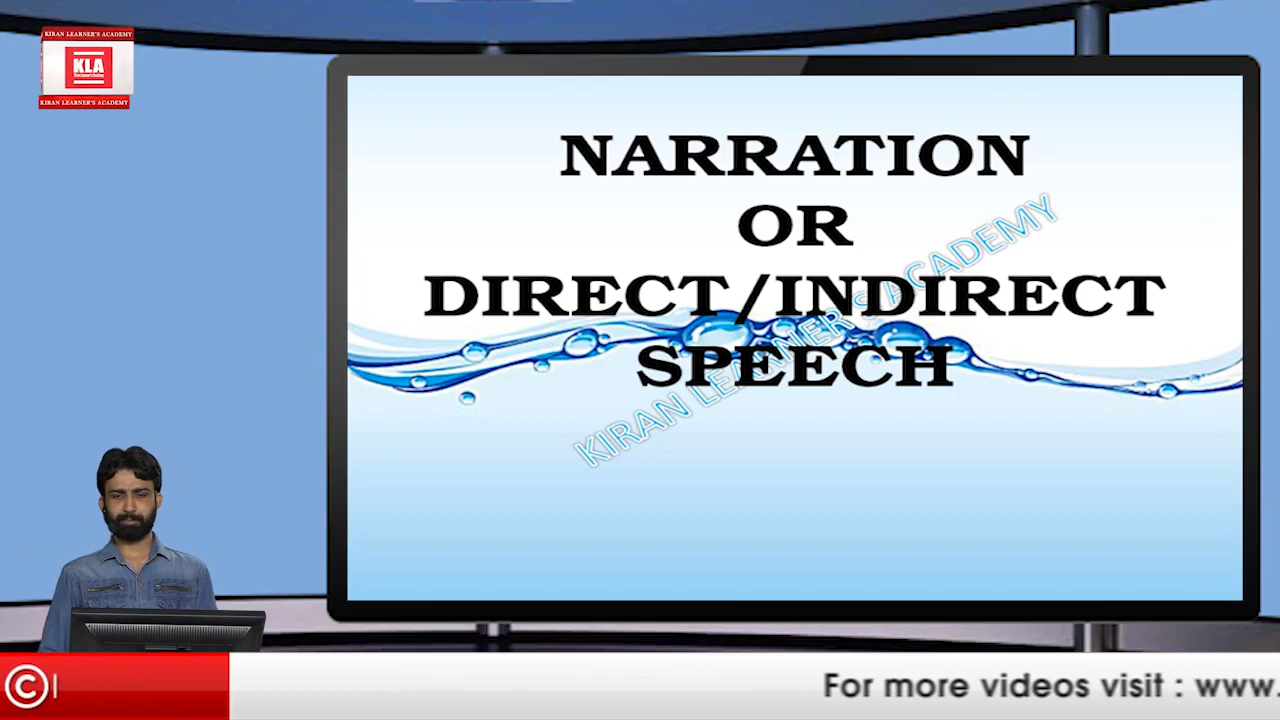 KIRAN LEARNER'S ACADEMY
KLA
KIRAN LEARNER'S ACADEMY
NARRATION
OR
DIRECT/INDIRECT
SPEECH
KIRAN LEARNER'S ACADEMY
©
For more videos visit : www.